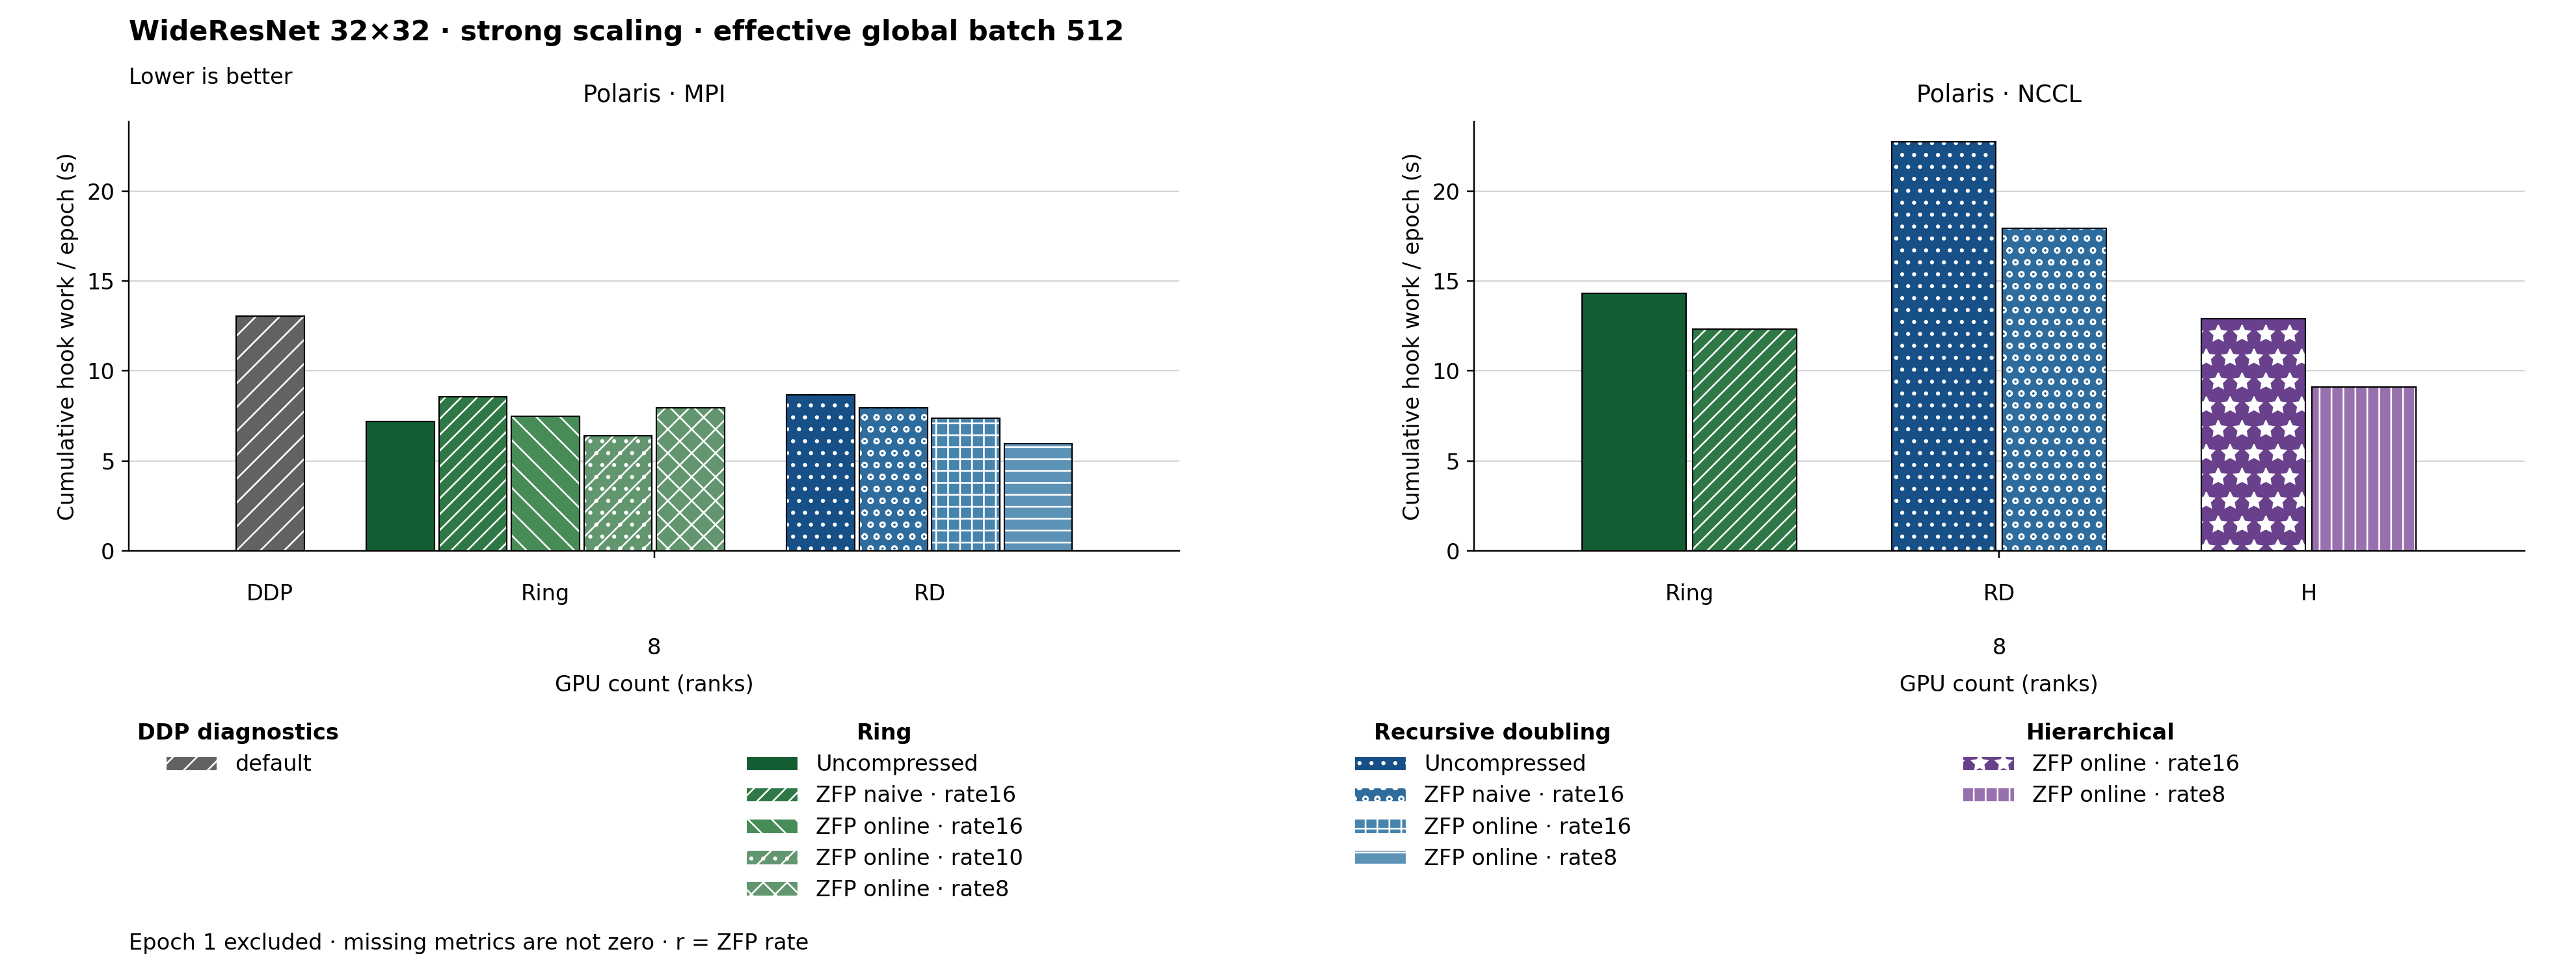 WideResNet 32×32 · strong scaling · effective global batch 512
Lower is better
Polaris · MPI
Cumulative hook work / epoch (s)
20
15
10
5
0
DDP
Ring
RD
8
GPU count (ranks)
Polaris · NCCL
Cumulative hook work / epoch (s)
20
15
10
5
0
Ring
RD
H
8
GPU count (ranks)
DDP diagnostics
default
Ring
Uncompressed
ZFP naive · rate16
ZFP online · rate16
ZFP online · rate10
ZFP online · rate8
Recursive doubling
Uncompressed
ZFP naive · rate16
ZFP online · rate16
ZFP online · rate8
Hierarchical
ZFP online · rate16
ZFP online · rate8
Epoch 1 excluded · missing metrics are not zero · r = ZFP rate